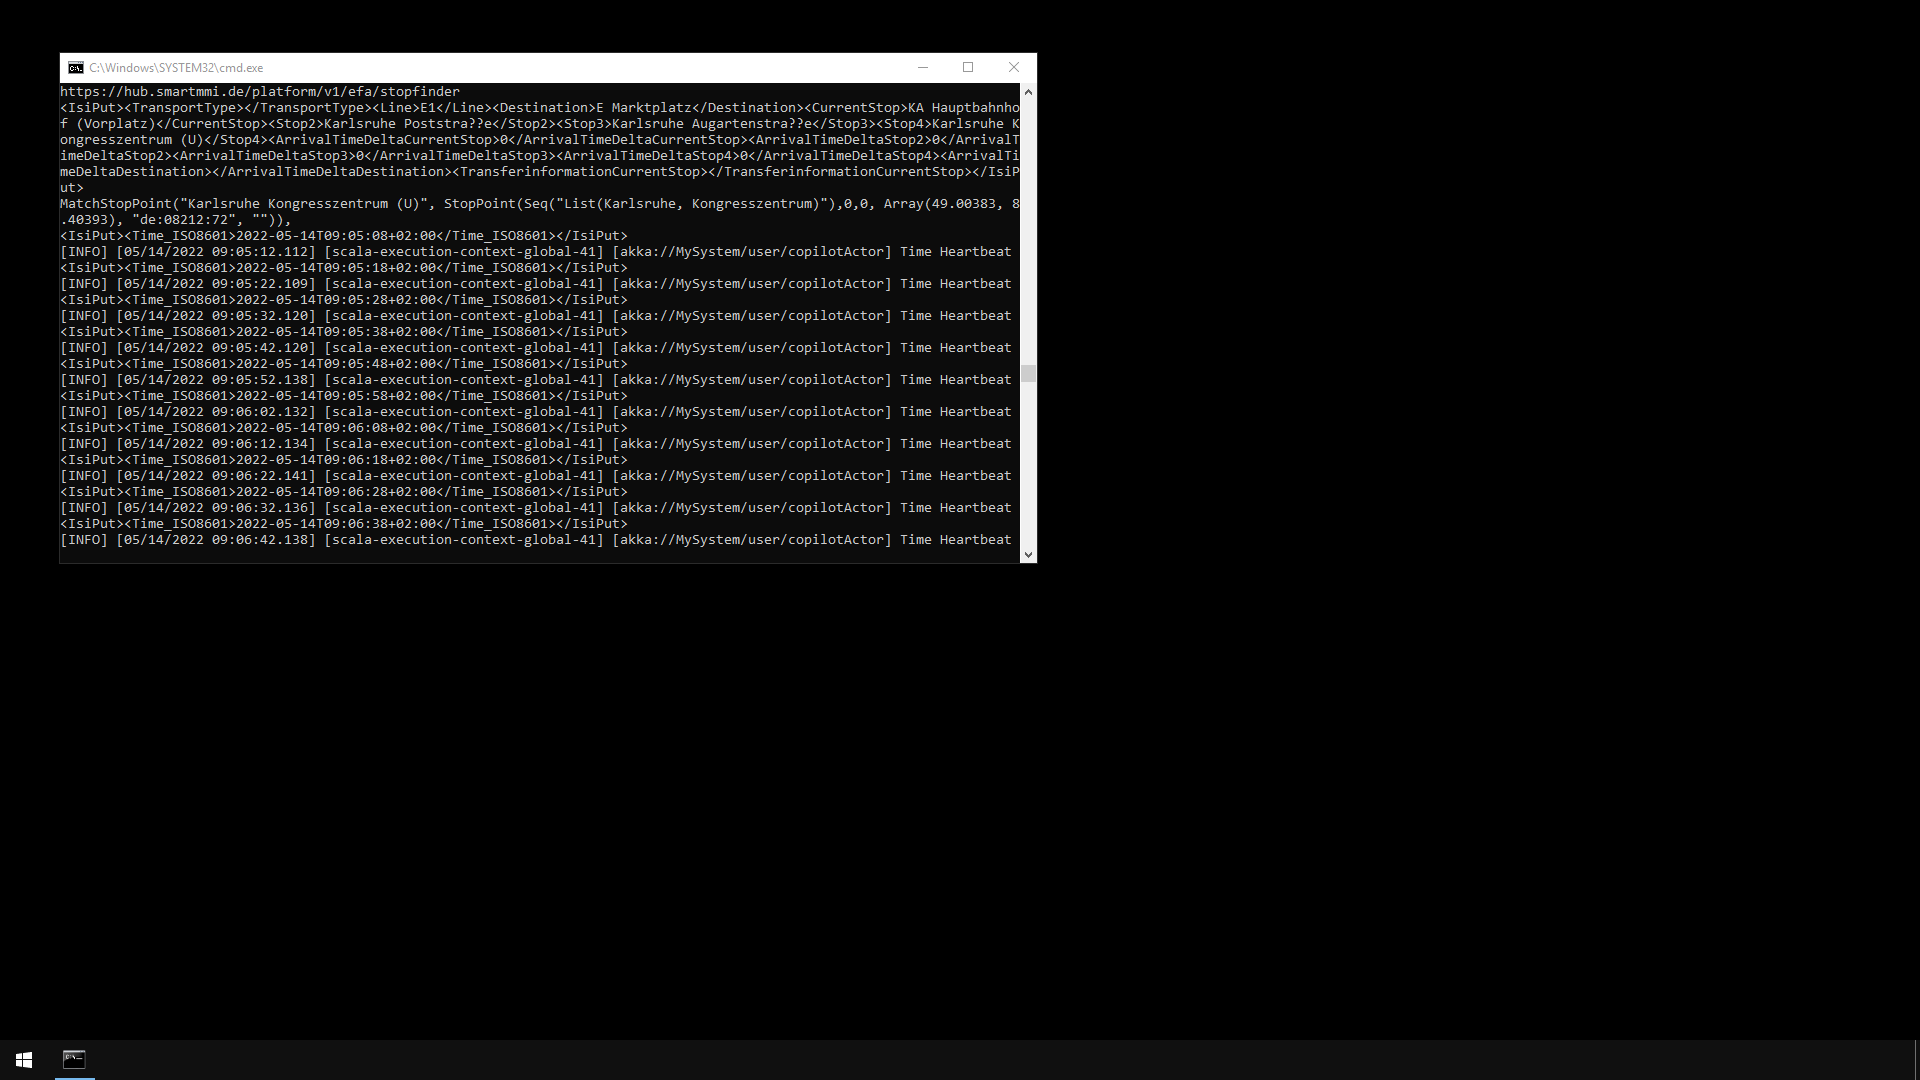 C:\Windows\SYSTEM32\cmd.exe
https://hub.smartmmi.de/platform/v1/efa/stopfinder
<IsiPut><TransportType></TransportType><Line>E1</Line><Destination>E Marktplatz</Destination><CurrentStop>KA Hauptbahnho
f (Vorplatz)</CurrentStop><Stop2>Karlsruhe Poststra??e</Stop2><Stop3>Karlsruhe Augartenstra??e</Stop3><Stop4>Karlsruhe K
ongresszentrum (U)</Stop4><ArrivalTimeDeltaCurrentStop>0</ArrivalTimeDeltaCurrentStop><ArrivalTimeDeltaStop2>0</ArrivalT
imeDeltaStop2><ArrivalTimeDeltaStop3>0</ArrivalTimeDeltaStop3><ArrivalTimeDeltaStop4>0</ArrivalTimeDeltaStop4><ArrivalTi
meDeltaDestination></ArrivalTimeDeltaDestination><TransferinformationCurrentStop></TransferinformationCurrentStop></IsiP
ut>
MatchStopPoint("Karlsruhe Kongresszentrum (U)", StopPoint(Seq("List(Karlsruhe, Kongresszentrum)"),0,0, Array(49.00383, 8
.40393), "de:08212:72", "")),
<IsiPut><Time_ISO8601>2022-05-14T09:05:08+02:00</Time_ISO8601></IsiPut>
[INFO] [05/14/2022 09:05:12.112] [scala-execution-context-global-41] [akka://MySystem/user/copilotActor] Time Heartbeat
<IsiPut><Time_ISO8601>2022-05-14T09:05:18+02:00</Time_ISO8601></IsiPut>
[INFO] [05/14/2022 09:05:22.109] [scala-execution-context-global-41] [akka://MySystem/user/copilotActor] Time Heartbeat
<IsiPut><Time_ISO8601>2022-05-14T09:05:28+02:00</Time_ISO8601></IsiPut>
[INFO] [05/14/2022 09:05:32.120] [scala-execution-context-global-41] [akka://MySystem/user/copilotActor] Time Heartbeat
<IsiPut><Time_ISO8601>2022-05-14T09:05:38+02:00</Time_ISO8601></IsiPut>
[INFO] [05/14/2022 09:05:42.120] [scala-execution-context-global-41] [akka://MySystem/user/copilotActor] Time Heartbeat
<IsiPut><Time_ISO8601>2022-05-14T09:05:48+02:00</Time_ISO8601></IsiPut>
[INFO] [05/14/2022 09:05:52.138] [scala-execution-context-global-41] [akka://MySystem/user/copilotActor] Time Heartbeat
<IsiPut><Time_ISO8601>2022-05-14T09:05:58+02:00</Time_ISO8601></IsiPut>
[INFO] [05/14/2022 09:06:02.132] [scala-execution-context-global-41] [akka://MySystem/user/copilotActor] Time Heartbeat
<IsiPut><Time_ISO8601>2022-05-14T09:06:08+02:00</Time_ISO8601></IsiPut>
[INFO] [05/14/2022 09:06:12.134] [scala-execution-context-global-41] [akka://MySystem/user/copilotActor] Time Heartbeat
<IsiPut><Time_ISO8601>2022-05-14T09:06:18+02:00</Time_ISO8601></IsiPut>
[INFO] [05/14/2022 09:06:22.141] [scala-execution-context-global-41] [akka://MySystem/user/copilotActor] Time Heartbeat
<IsiPut><Time_ISO8601>2022-05-14T09:06:28+02:00</Time_ISO8601></IsiPut>
[INFO] [05/14/2022 09:06:32.136] [scala-execution-context-global-41] [akka://MySystem/user/copilotActor] Time Heartbeat
<IsiPut><Time_ISO8601>2022-05-14T09:06:38+02:00</Time_ISO8601></IsiPut>
[INFO] [05/14/2022 09:06:42.138] [scala-execution-context-global-41] [akka://MySystem/user/copilotActor] Time Heartbeat